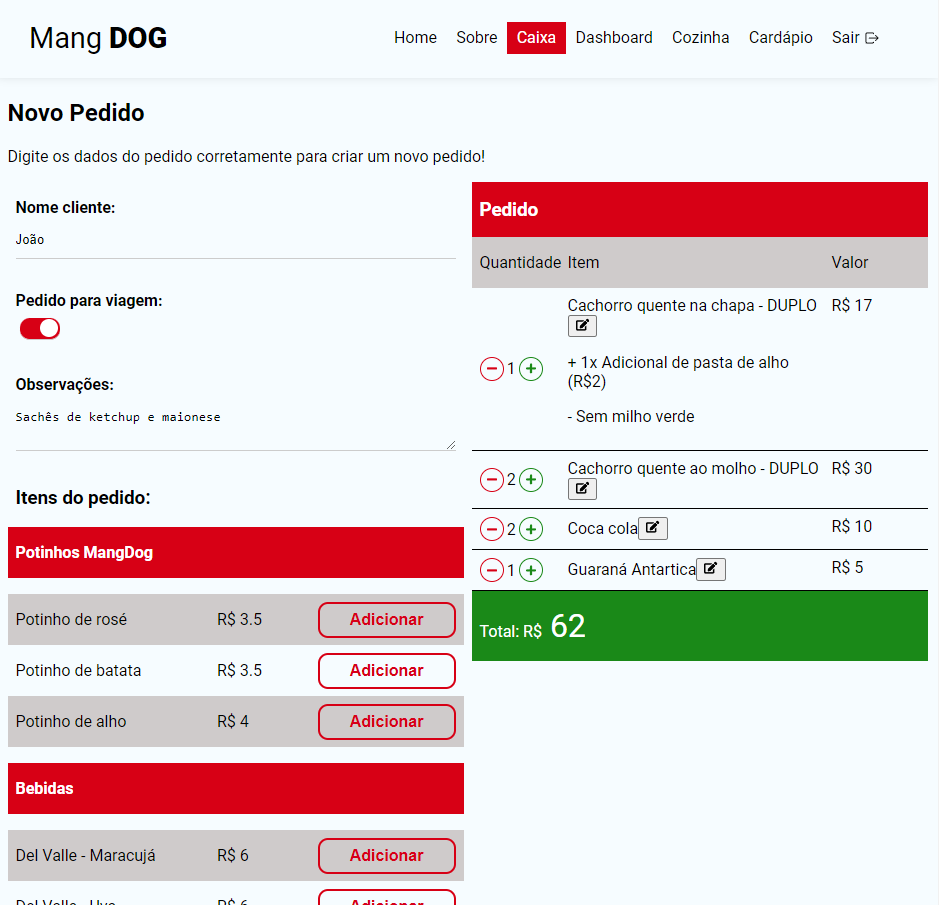 Mang DOG
Home Sobre Caixa Dashboard Cozinha Cardápio Sair
Novo Pedido
Digite os dados do pedido corretamente para criar um novo pedido!
Nome cliente:
João
Pedido para viagem:
Observações:
Sachês de ketchup e maionese
Itens do pedido:
Potinhos MangDog
Potinho de rosé R$ 3.5 Adicionar
Potinho de batata R$ 3.5 Adicionar
Potinho de alho R$ 4 Adicionar
Bebidas
Del Valle - Maracujá R$ 6 Adicionar
Del Valle - Uva R$ 6 Adicionar
Pedido
Quantidade Item Valor
Cachorro quente na chapa - DUPLO R$ 17
1 + 1x Adicional de pasta de alho
(R$2)
- Sem milho verde
2 Cachorro quente ao molho - DUPLO R$ 30
2 Coca cola R$ 10
1 Guaraná Antartica R$ 5
Total: R$ 62